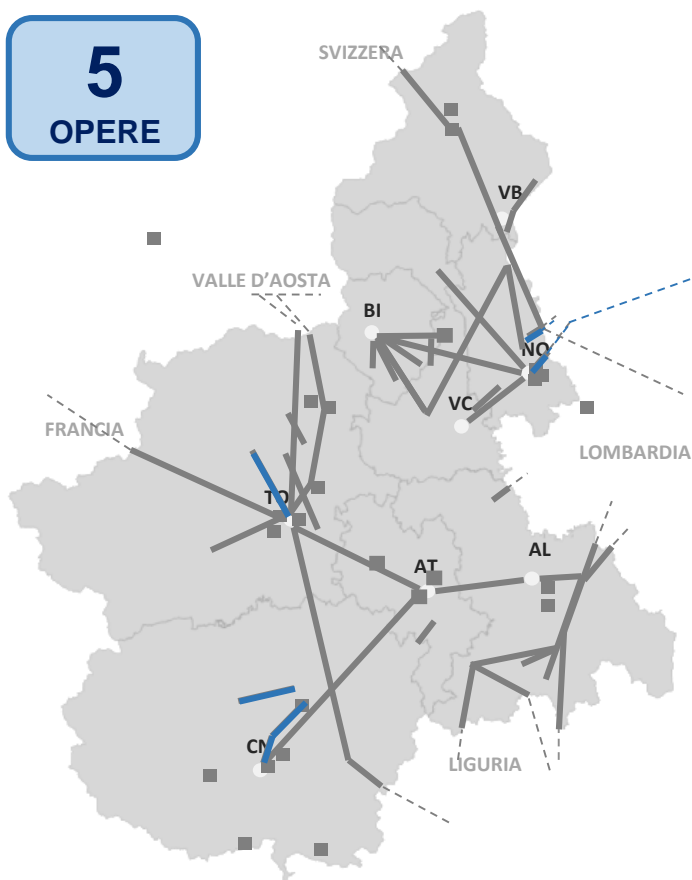 5
OPERE
SVIZZERA
VB
VALLE D'AOSTA
BI
NO
VC
FRANCIA
LOMBARDIA
TO
AL
AT
CN
LIGURIA